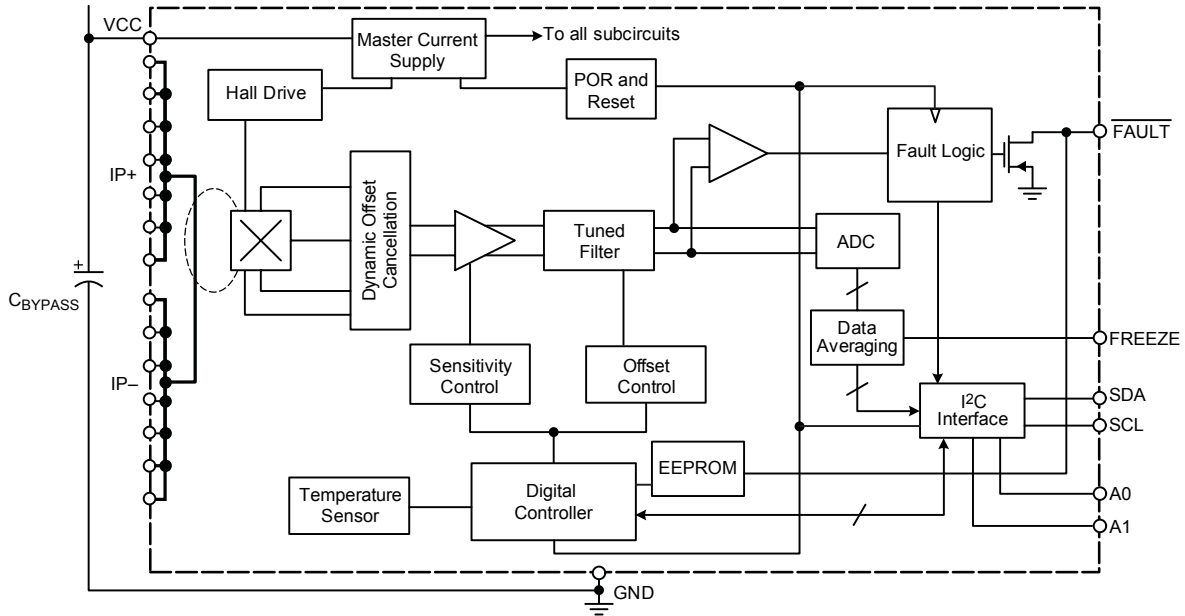 VCC
Master Current
Supply
To all subcircuits
Hall Drive
POR and
Reset
FAULT
Fault Logic
IP+
Dynamic Offset
Cancellation
Tuned
Filter
ADC
+
CBYPASS
Data
Averaging
FREEZE
Sensitivity
Control
Offset
Control
IP–
I2C
Interface
SDA
SCL
EEPROM
Temperature
Sensor
Digital
Controller
A0
A1
GND